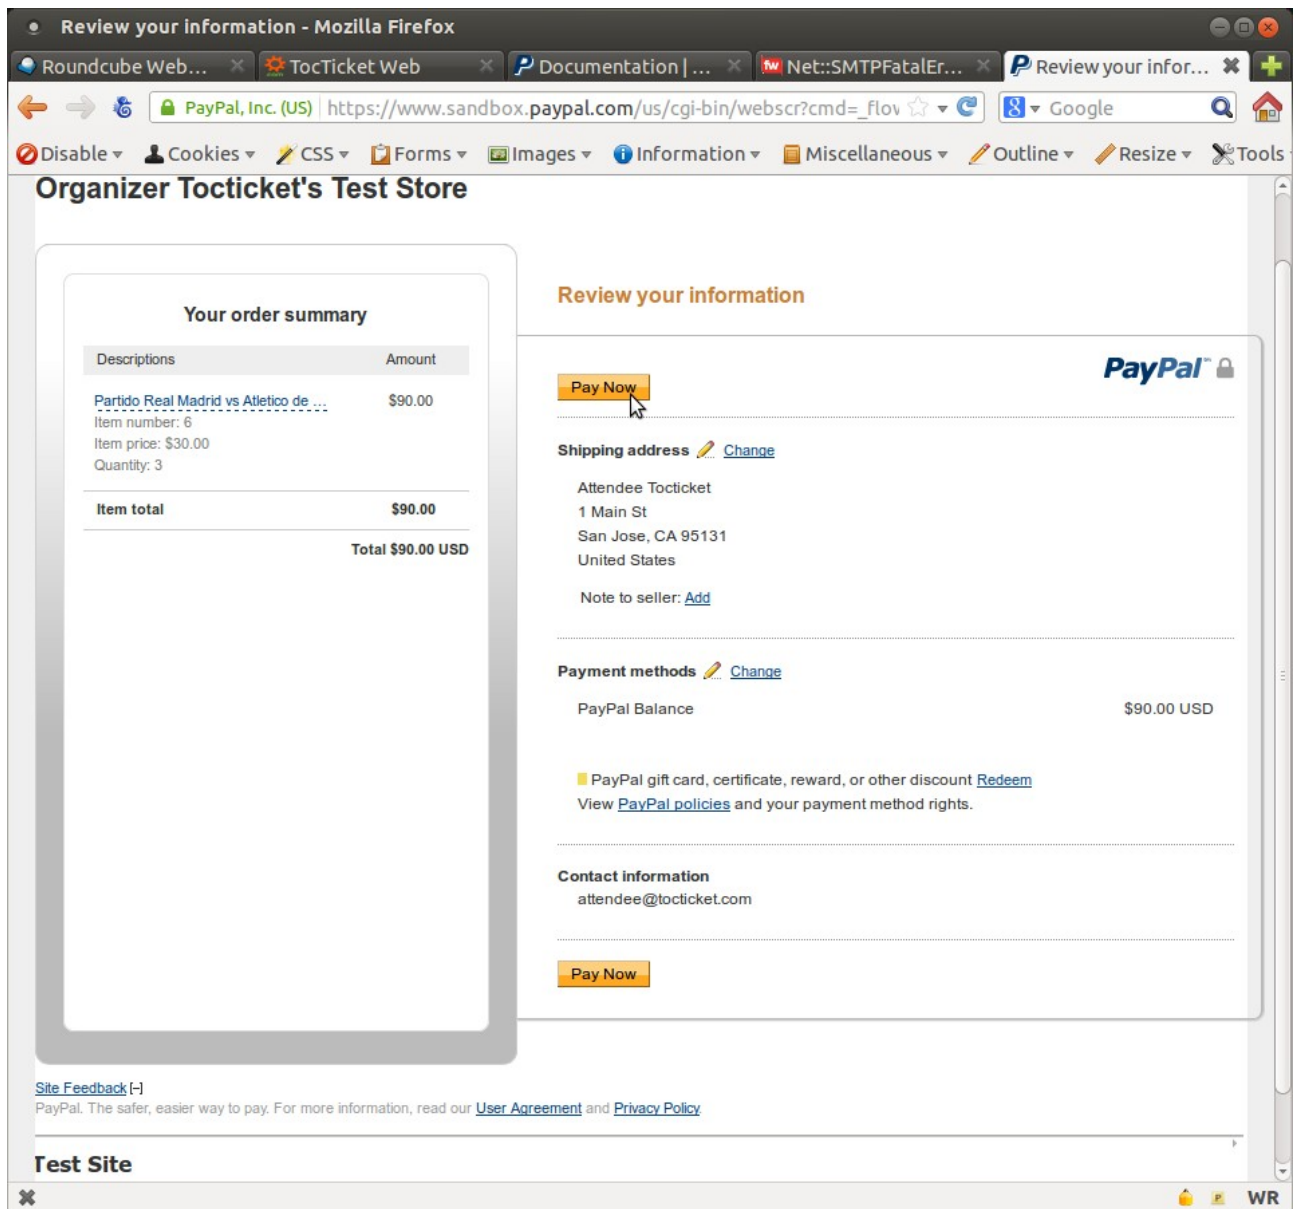 Review your information - Mozilla Firefox
Roundcube Web... TocTicket Web Documentation | ... Net::SMTPFatalEr... Review your infor...
PayPal, Inc. (US) https://www.sandbox.paypal.com/us/cgi-bin/webscr?cmd=_flow Google
Disable Cookies CSS Forms Images Information Miscellaneous Outline Resize Tools
Organizer Tocticket's Test Store
Your order summary
Descriptions Amount
Partido Real Madrid vs Atletico de ... $90.00
Item number: 6
Item price: $30.00
Quantity: 3
Item total $90.00
Total $90.00 USD
Review your information
PayPal™
Pay Now
Shipping address Change
Attendee Tocticket
1 Main St
San Jose, CA 95131
United States
Note to seller: Add
Payment methods Change
PayPal Balance $90.00 USD
PayPal gift card, certificate, reward, or other discount Redeem
View PayPal policies and your payment method rights.
Contact information
attendee@tocticket.com
Pay Now
Site Feedback [–]
PayPal. The safer, easier way to pay. For more information, read our User Agreement and Privacy Policy.
Test Site
WR